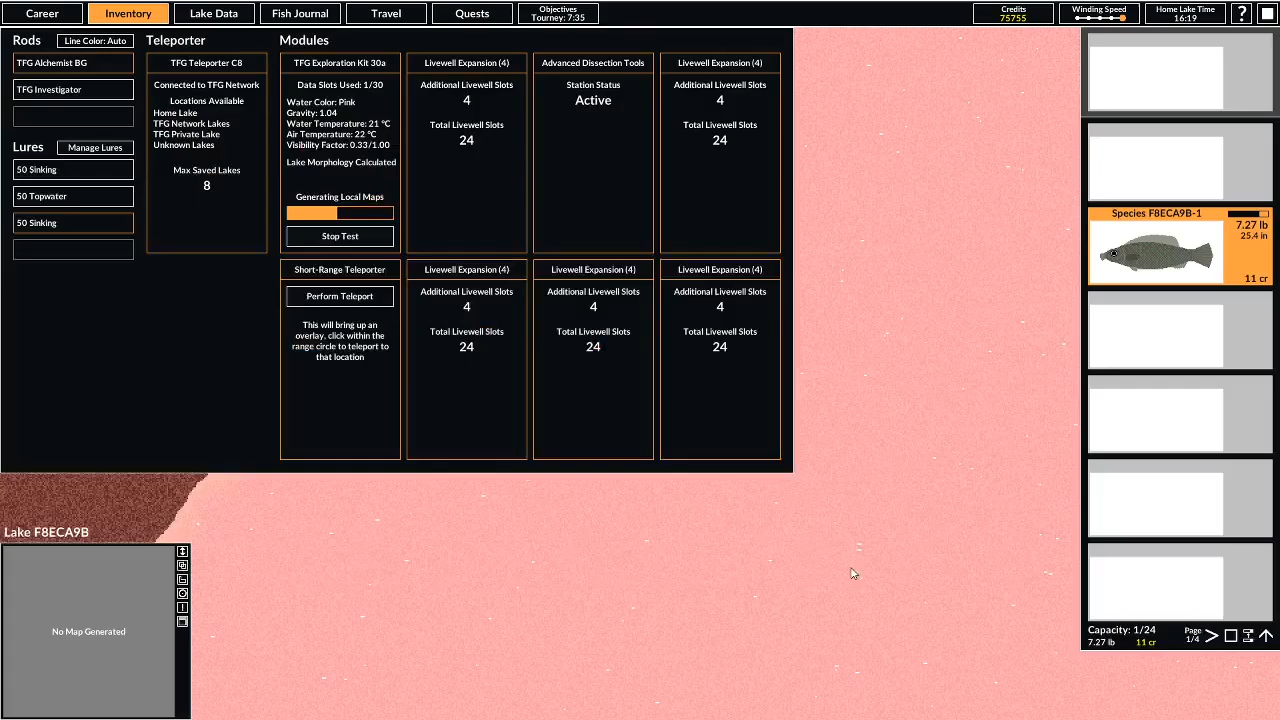 Career
Inventory
Lake Data
Fish Journal
Travel
Quests
Objectives
Tourney: 7:35
Credits
75755
Winding Speed
Home Lake Time
16:19
?
Rods
Line Color: Auto
TFG Alchemist BG
TFG Investigator
Lures
Manage Lures
50 Sinking
50 Topwater
50 Sinking
Teleporter
TFG Teleporter C8
Connected to TFG Network
Locations Available
Home Lake
TFG Network Lakes
TFG Private Lake
Unknown Lakes
Max Saved Lakes
8
Modules
TFG Exploration Kit 30a
Data Slots Used: 1/30
Water Color: Pink
Gravity: 1.04
Water Temperature: 21 °C
Air Temperature: 22 °C
Visibility Factor: 0.33/1.00
Lake Morphology Calculated
Generating Local Maps
Stop Test
Livewell Expansion (4)
Additional Livewell Slots
4
Total Livewell Slots
24
Advanced Dissection Tools
Station Status
Active
Livewell Expansion (4)
Additional Livewell Slots
4
Total Livewell Slots
24
Short-Range Teleporter
Perform Teleport
This will bring up an
overlay, click within the
range circle to teleport to
that location
Livewell Expansion (4)
Additional Livewell Slots
4
Total Livewell Slots
24
Livewell Expansion (4)
Additional Livewell Slots
4
Total Livewell Slots
24
Livewell Expansion (4)
Additional Livewell Slots
4
Total Livewell Slots
24
Species F8ECA9B-1
7.27 lb
25.4 in
11 cr
Capacity: 1/24
7.27 lb
11 cr
Page
1/4
Lake F8ECA9B
No Map Generated